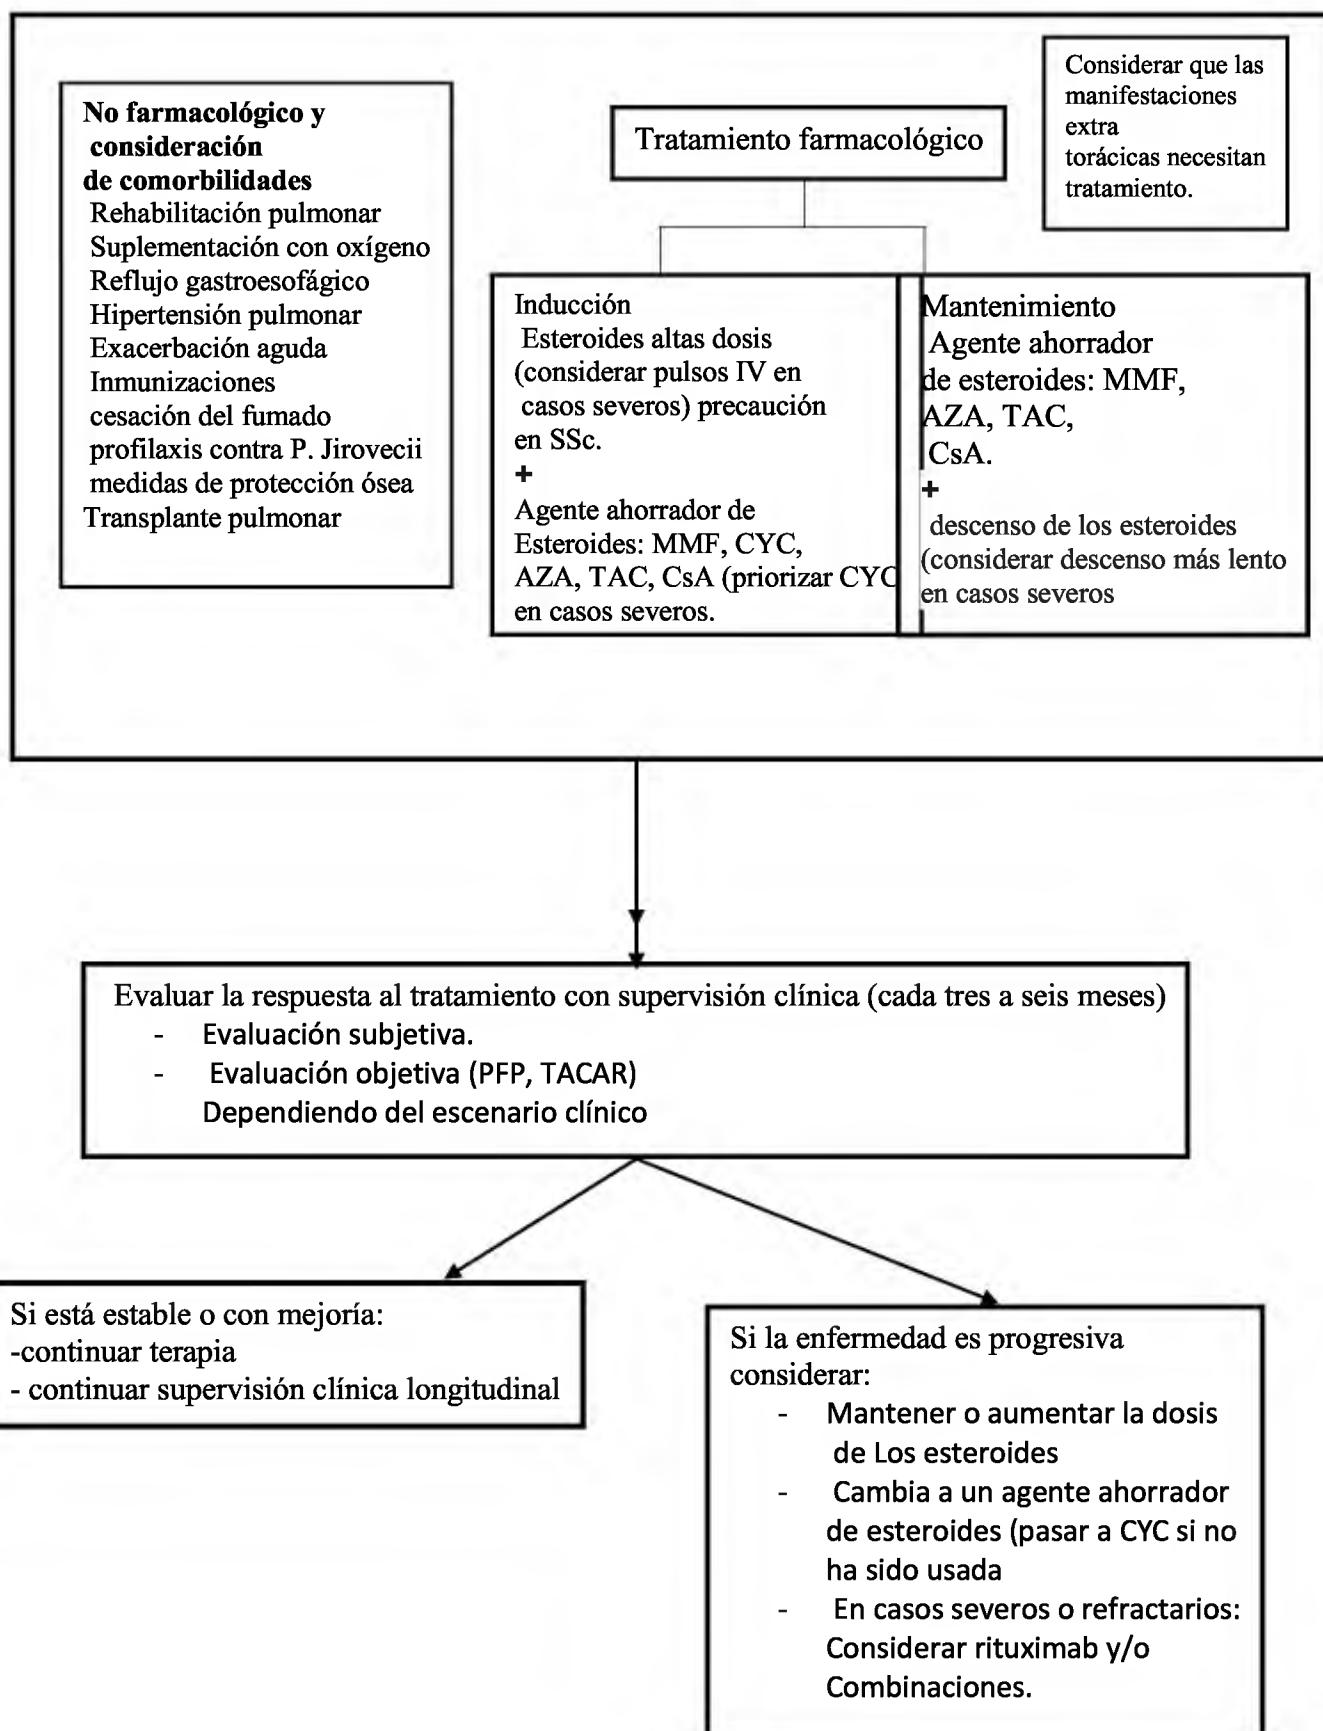 No farmacológico y
consideración
de comorbilidades
Rehabilitación pulmonar
Suplementación con oxígeno
Reflujo gastroesofágico
Hipertensión pulmonar
Exacerbación aguda
Inmunizaciones
cesación del fumado
profilaxis contra P. Jirovecii
medidas de protección ósea
Transplante pulmonar
Tratamiento farmacológico
Considerar que las
manifestaciones
extra
torácicas necesitan
tratamiento.
Inducción
Esteroides altas dosis
(considerar pulsos IV en
casos severos) precaución
en SSc.
+
Agente ahorrador de
Esteroides: MMF, CYC,
AZA, TAC, CsA (priorizar CYC
en casos severos.
Mantenimiento
Agente ahorrador
de esteroides: MMF,
AZA, TAC,
CsA.
+
descenso de los esteroides
(considerar descenso más lento
en casos severos
Evaluar la respuesta al tratamiento con supervisión clínica (cada tres a seis meses)
- Evaluación subjetiva.
- Evaluación objetiva (PFP, TACAR)
Dependiendo del escenario clínico
Si está estable o con mejoría:
-continuar terapia
- continuar supervisión clínica longitudinal
Si la enfermedad es progresiva
considerar:
- Mantener o aumentar la dosis
de Los esteroides
- Cambia a un agente ahorrador
de esteroides (pasar a CYC si no
ha sido usada
- En casos severos o refractarios:
Considerar rituximab y/o
Combinaciones.